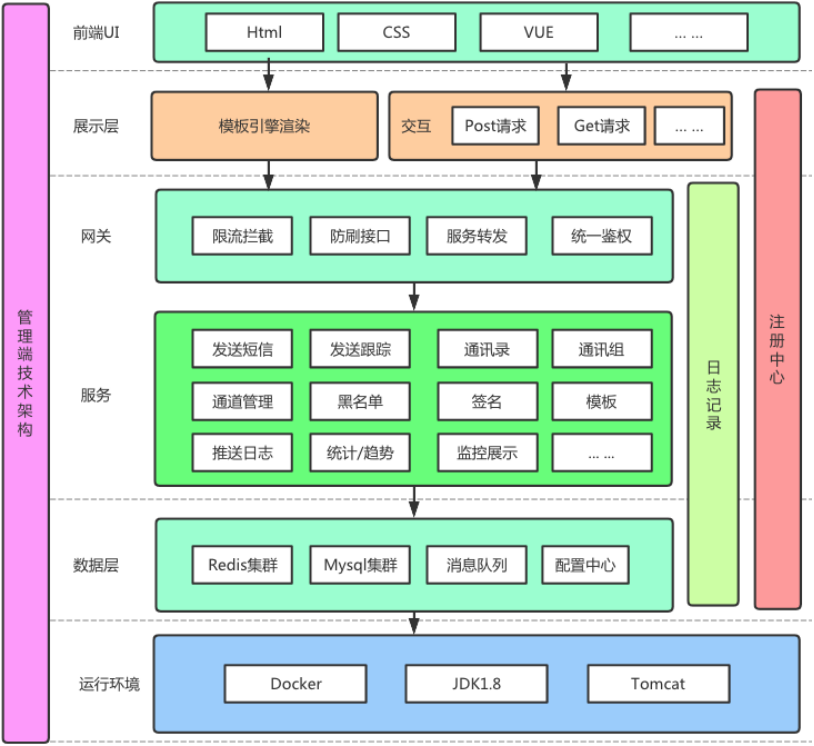 管理端技术架构
前端UI
Html
CSS
VUE
... ...
展示层
模板引擎渲染
交互
Post请求
Get请求
... ...
网关
限流拦截
防刷接口
服务转发
统一鉴权
服务
发送短信
发送跟踪
通讯录
通讯组
通道管理
黑名单
签名
模板
推送日志
统计/趋势
监控展示
... ...
数据层
Redis集群
Mysql集群
消息队列
配置中心
日志记录
注册中心
运行环境
Docker
JDK1.8
Tomcat